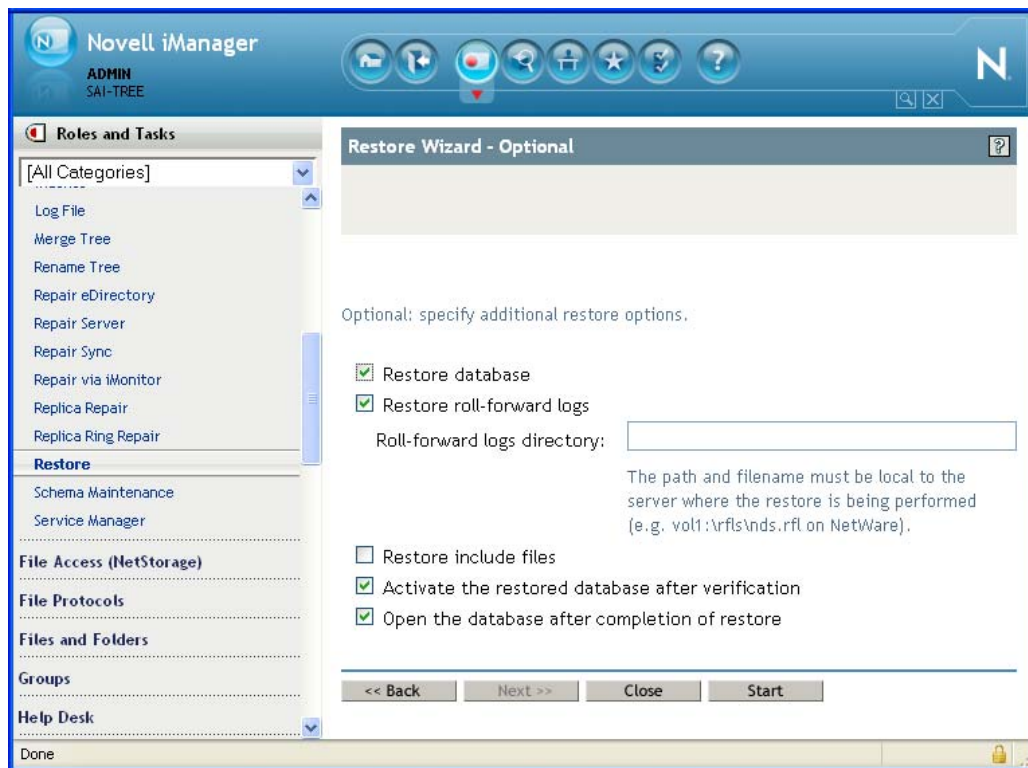 N
Novell iManager
ADMIN
SAI-TREE
?
N
Roles and Tasks
[All Categories]
Log File
Merge Tree
Rename Tree
Repair eDirectory
Repair Server
Repair Sync
Repair via iMonitor
Replica Repair
Replica Ring Repair
Restore
Schema Maintenance
Service Manager
File Access (NetStorage)
File Protocols
Files and Folders
Groups
Help Desk
Restore Wizard - Optional
?
Optional: specify additional restore options.
Restore database
Restore roll-forward logs
Roll-forward logs directory:
The path and filename must be local to the
server where the restore is being performed
(e.g. vol1:\rfls\nds.rfl on NetWare).
Restore include files
Activate the restored database after verification
Open the database after completion of restore
<< Back
Next >>
Close
Start
Done